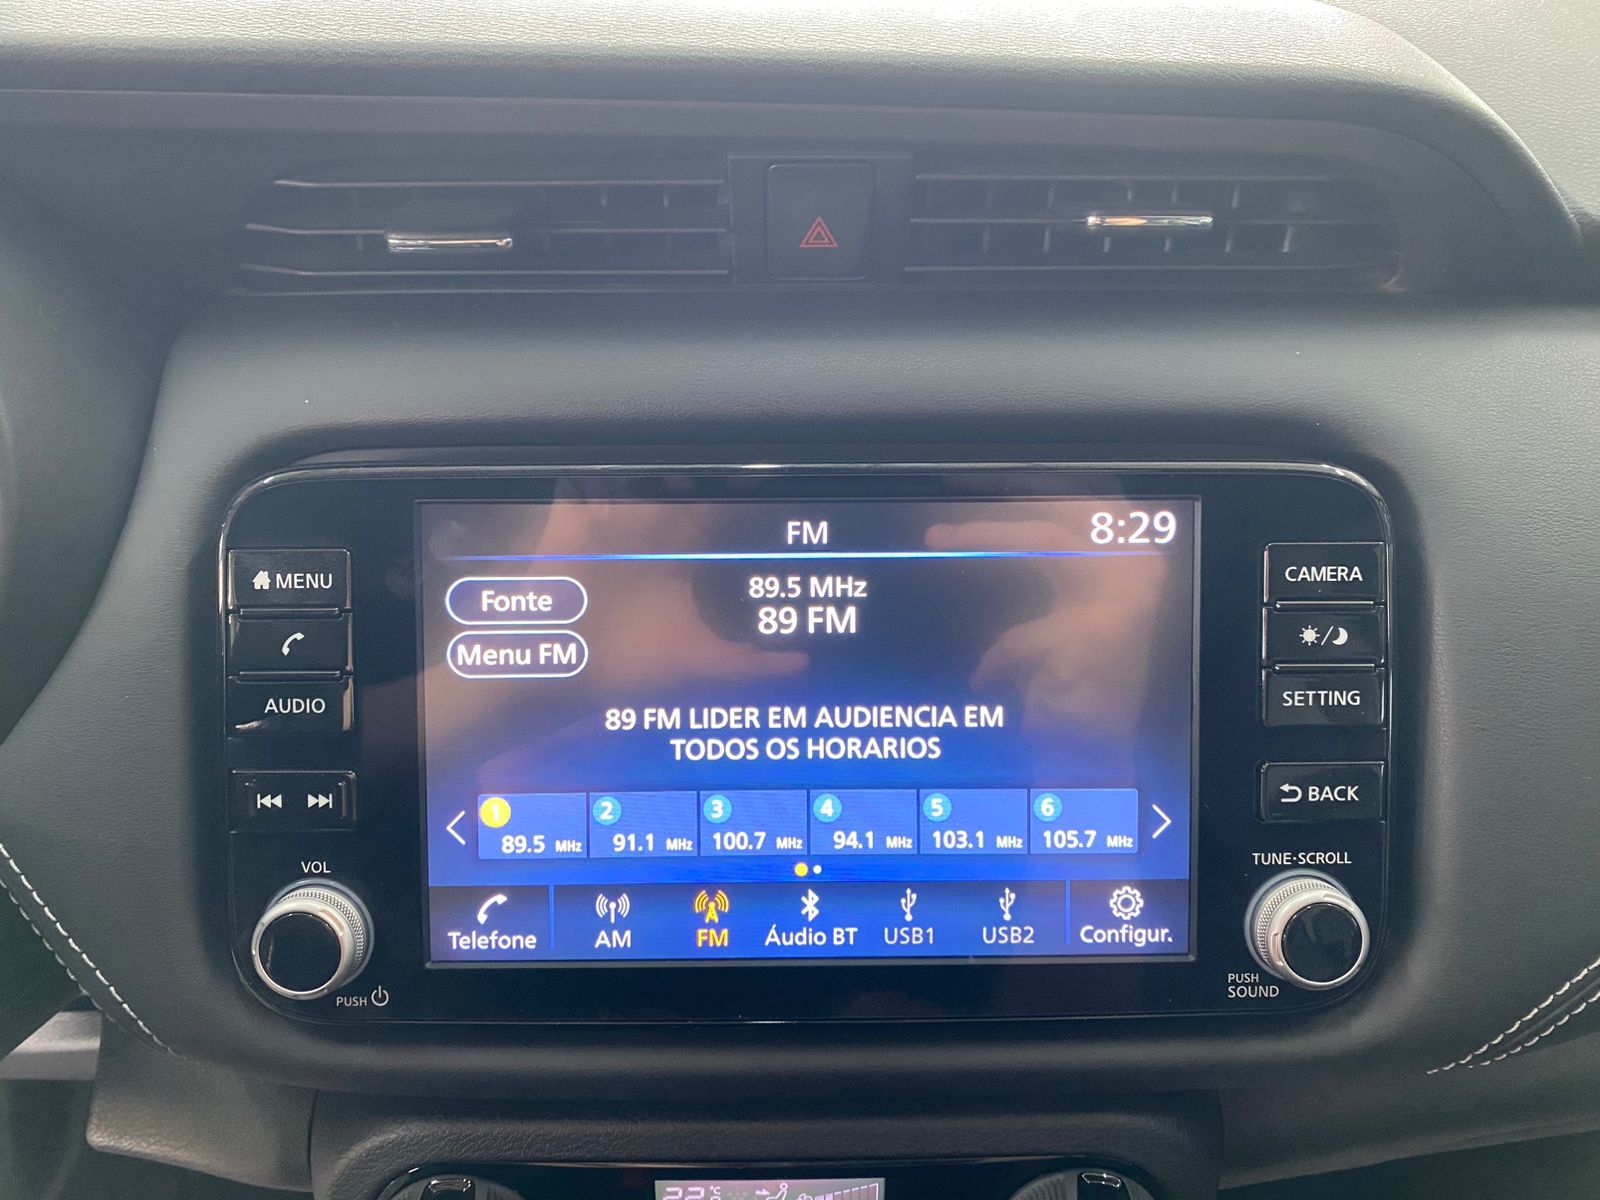 FM
8:29
MENU
CAMERA
Fonte
89.5 MHz
89 FM
Menu FM
AUDIO
SETTING
89 FM LIDER EM AUDIENCIA EM
TODOS OS HORARIOS
BACK
1 2 3 4 5 6
89.5 MHz 91.1 MHz 100.7 MHz 94.1 MHz 103.1 MHz 105.7 MHz
VOL
TUNE·SCROLL
Telefone AM FM Áudio BT USB1 USB2 Configur.
PUSH
PUSH
SOUND
22°C